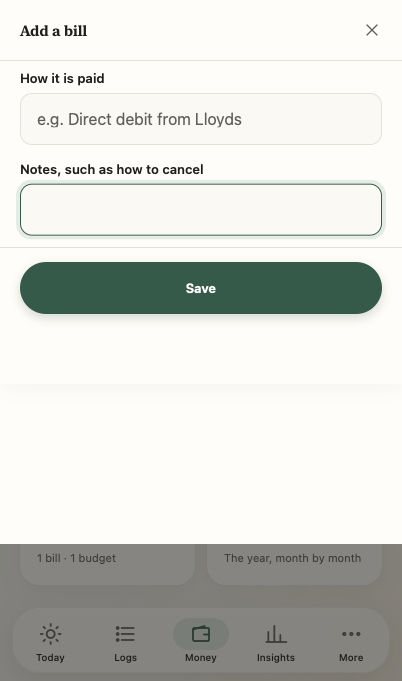 Add a bill
How it is paid
e.g. Direct debit from Lloyds
Notes, such as how to cancel
Save
1 bill · 1 budget
The year, month by month
Today
Logs
Money
Insights
More